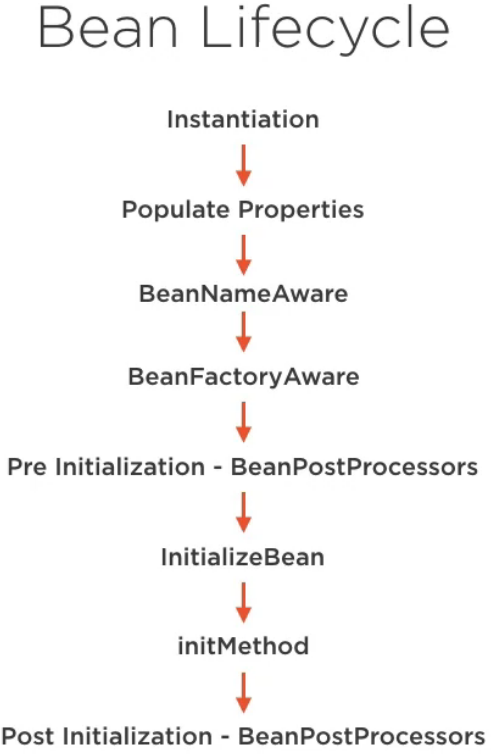 Bean Lifecycle
Instantiation
Populate Properties
BeanNameAware
BeanFactoryAware
Pre Initialization - BeanPostProcessors
InitializeBean
initMethod
Post Initialization - BeanPostProcessors